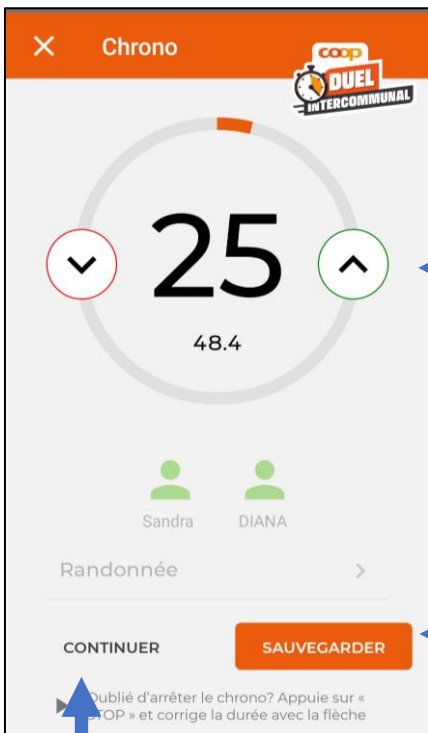 Chrono
coop
DUEL
INTERCOMMUNAL
25
48.4
Sandra DIANA
Randonnée
CONTINUER SAUVEGARDER
Oublié d'arrêter le chrono? Appuie sur «
STOP » et corrige la durée avec la flèche